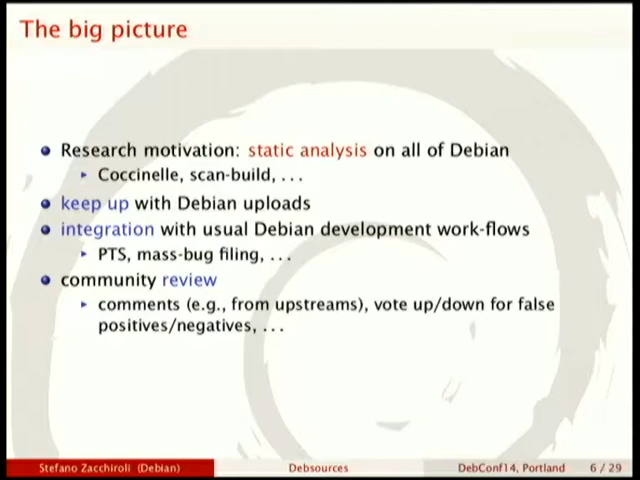 The big picture
Research motivation: static analysis on all of Debian
Coccinelle, scan-build, ...
keep up with Debian uploads
integration with usual Debian development work-flows
PTS, mass-bug filing, ...
community review
comments (e.g., from upstreams), vote up/down for false
positives/negatives, ...
Stefano Zacchiroli (Debian) Debsources DebConf14, Portland 6 / 29